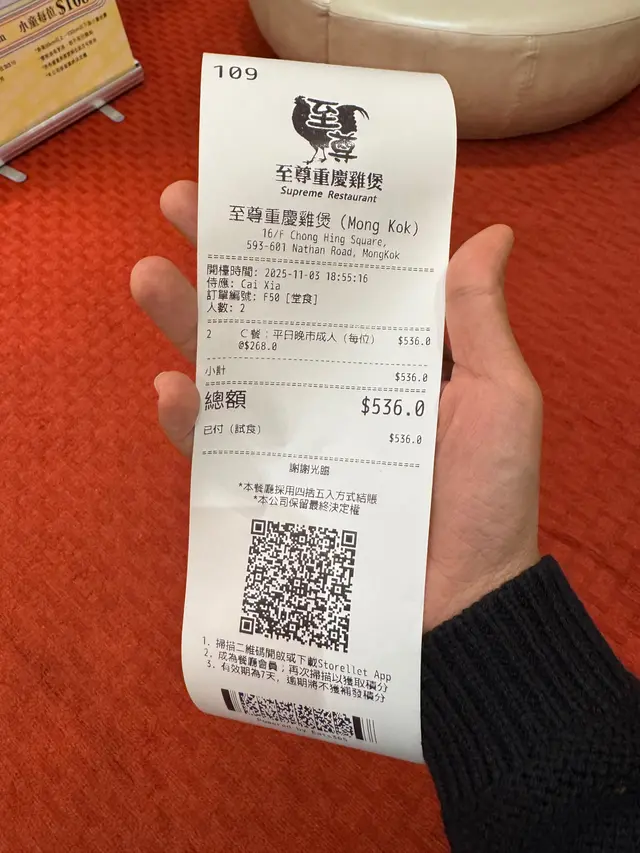 小童每位$100
109
至尊
至尊重慶雞煲
Supreme Restaurant
至尊重慶雞煲 (Mong Kok)
16/F Chong Hing Square,
593-601 Nathan Road, MongKok
開檯時間: 2025-11-03 18:55:16
侍應: Cai Xia
訂單編號: F50 [堂食]
人數: 2
2 C餐：平日晚市成人（每位） $536.0
@$268.0
小計 $536.0
總額 $536.0
已付（試食） $536.0
謝謝光臨
*本餐廳採用四捨五入方式結賬
*本公司保留最終決定權
1. 掃描二維碼開啟或下載Storellet App
2. 成為餐廳會員；再次掃描以獲取積分
3. 有效期為7天，逾期將不獲補發積分
Powered by Eats365